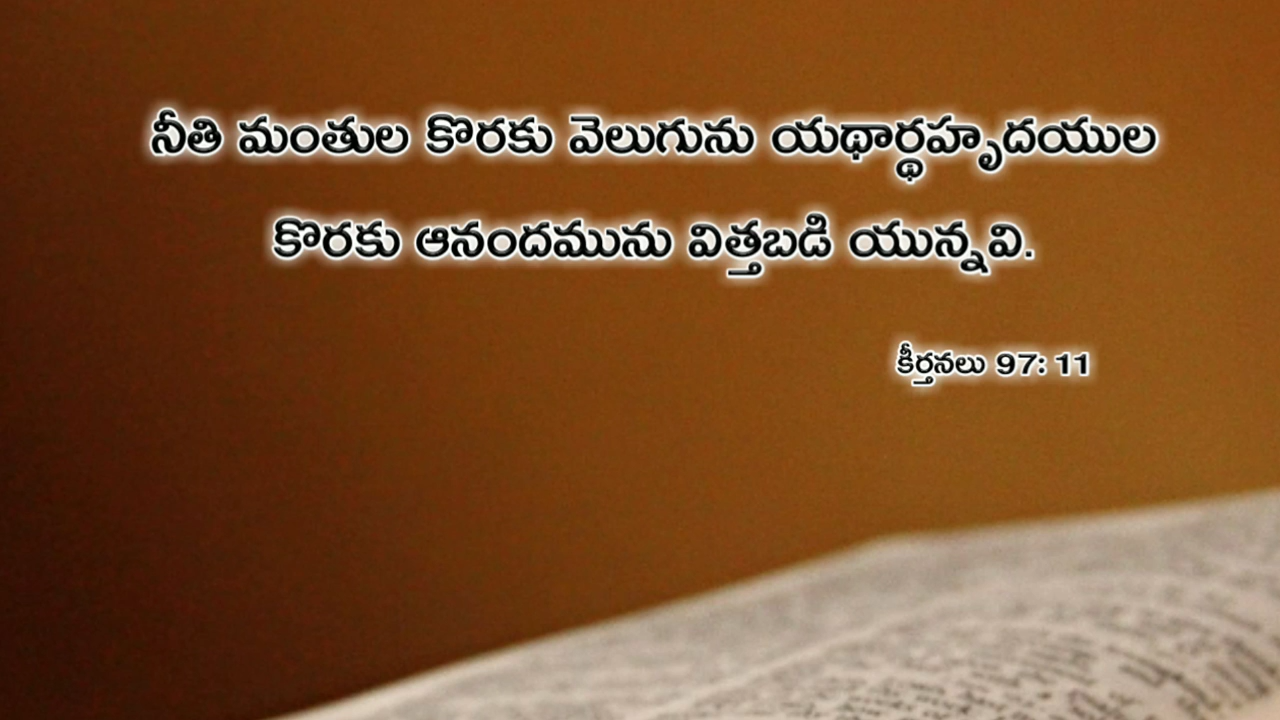 నీతి మంతుల కొరకు వెలుగును యథార్థహృదయుల
కొరకు ఆనందమును విత్తబడి యున్నవి.
కీర్తనలు 97: 11